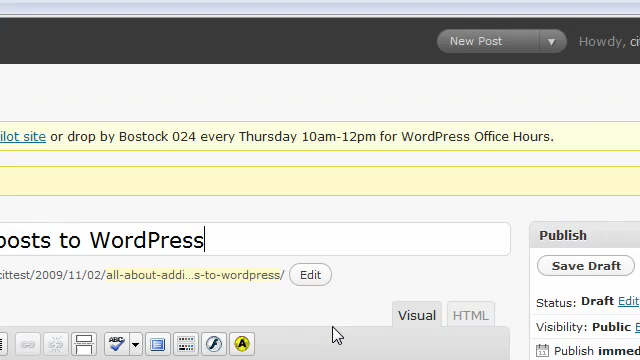 New Post
Howdy, ci
ilot site or drop by Bostock 024 every Thursday 10am-12pm for WordPress Office Hours.
posts to WordPress
Publish
cittest/2009/11/02/all-about-addi...s-to-wordpress/ Edit
Save Draft
Status: Draft Edit
Visual HTML
Visibility: Public E
ABC
A
Publish immed